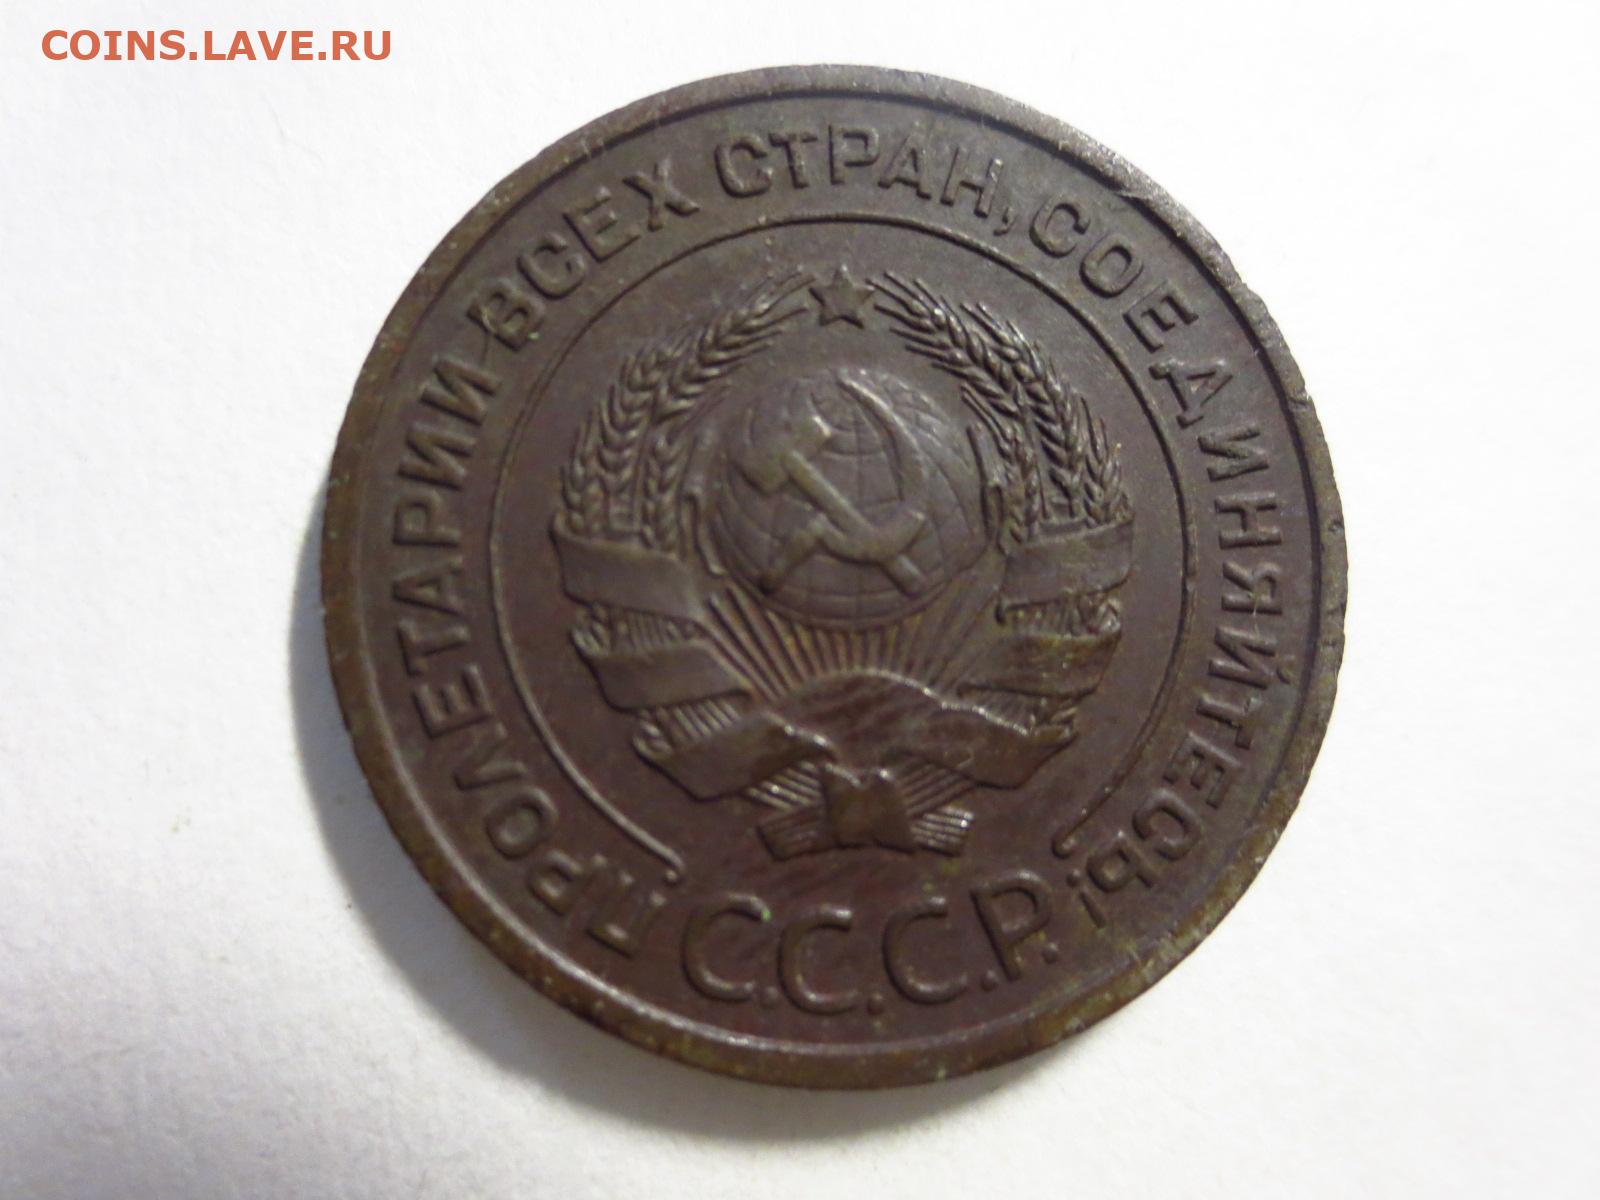 COINS.LAVE.RU
ПРОЛЕТАРИИ ВСЕХ СТРАН, СОЕДИНЯЙТЕСЬ!
С.С.С.Р.